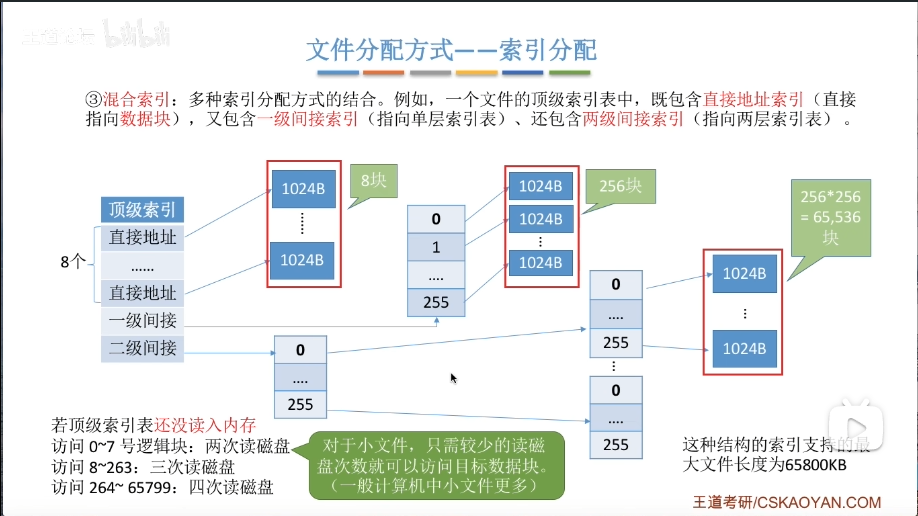 王道考研 bilibili
文件分配方式——索引分配
③混合索引：多种索引分配方式的结合。例如，一个文件的顶级索引表中，既包含直接地址索引（直接
指向数据块），又包含一级间接索引（指向单层索引表）、还包含两级间接索引（指向两层索引表）。
顶级索引
直接地址
……
直接地址
一级间接
二级间接
8个
1024B
1024B
8块
0
1
....
255
1024B
1024B
1024B
256块
0
....
255
0
....
255
0
....
255
1024B
1024B
256*256
= 65,536
块
若顶级索引表还没读入内存
访问 0~7 号逻辑块：两次读磁盘
访问 8~263：三次读磁盘
访问 264~ 65799：四次读磁盘
对于小文件，只需较少的读磁
盘次数就可以访问目标数据块。
（一般计算机中小文件更多）
这种结构的索引支持的最
大文件长度为65800KB
王道考研/CSKAOYAN.COM